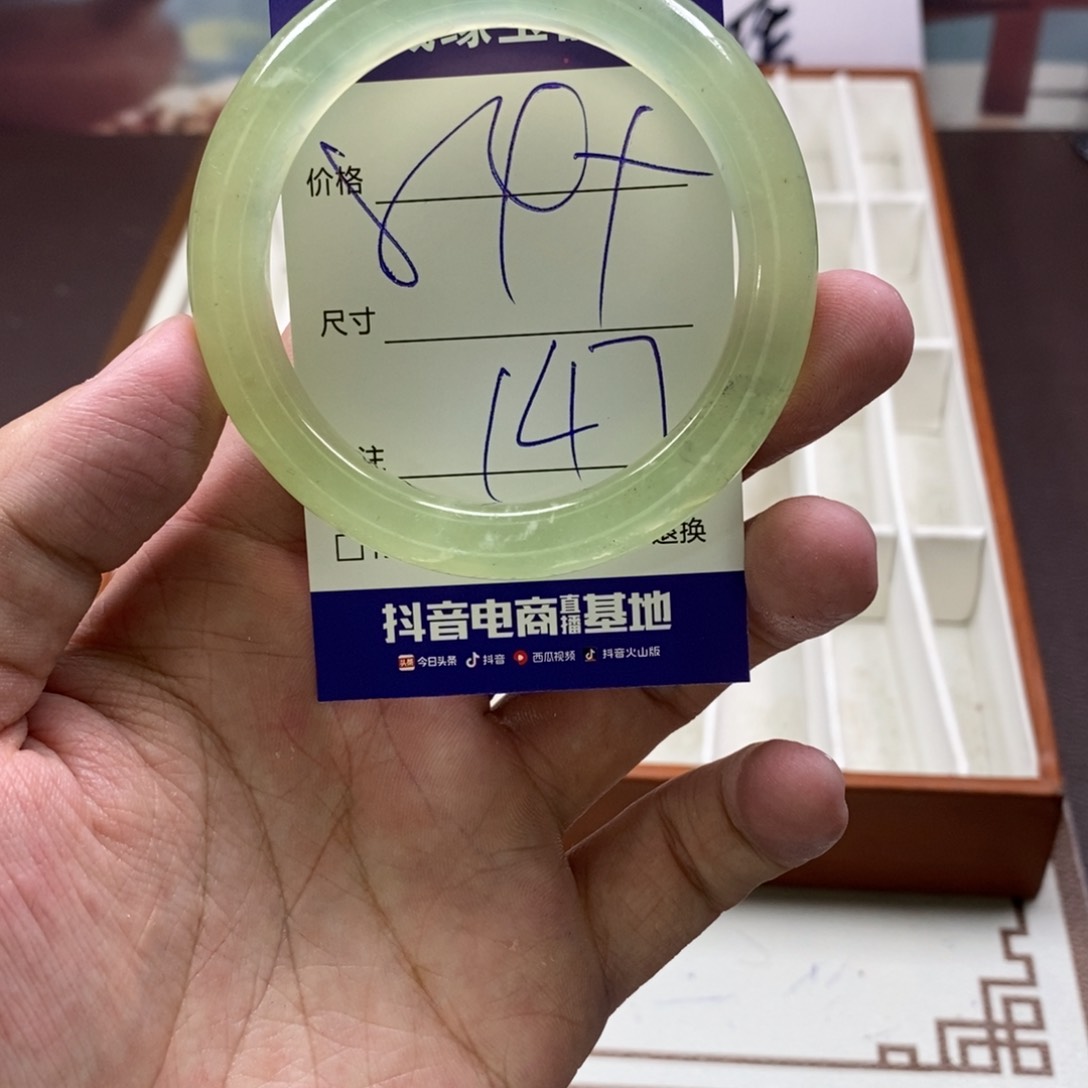 价格
尺寸
147
注
退换
抖音电商直播基地
今日头条 抖音 西瓜视频 抖音火山版